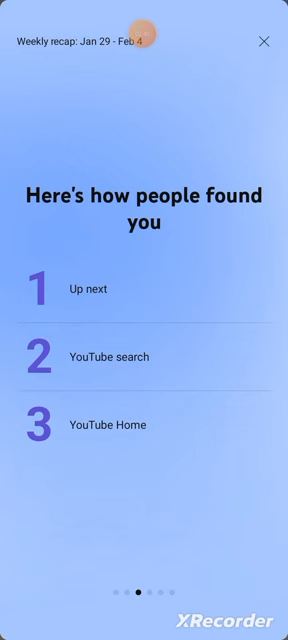 Weekly recap: Jan 29 - Feb 4
Here's how people found
you
1 Up next
2 YouTube search
3 YouTube Home
XRecorder